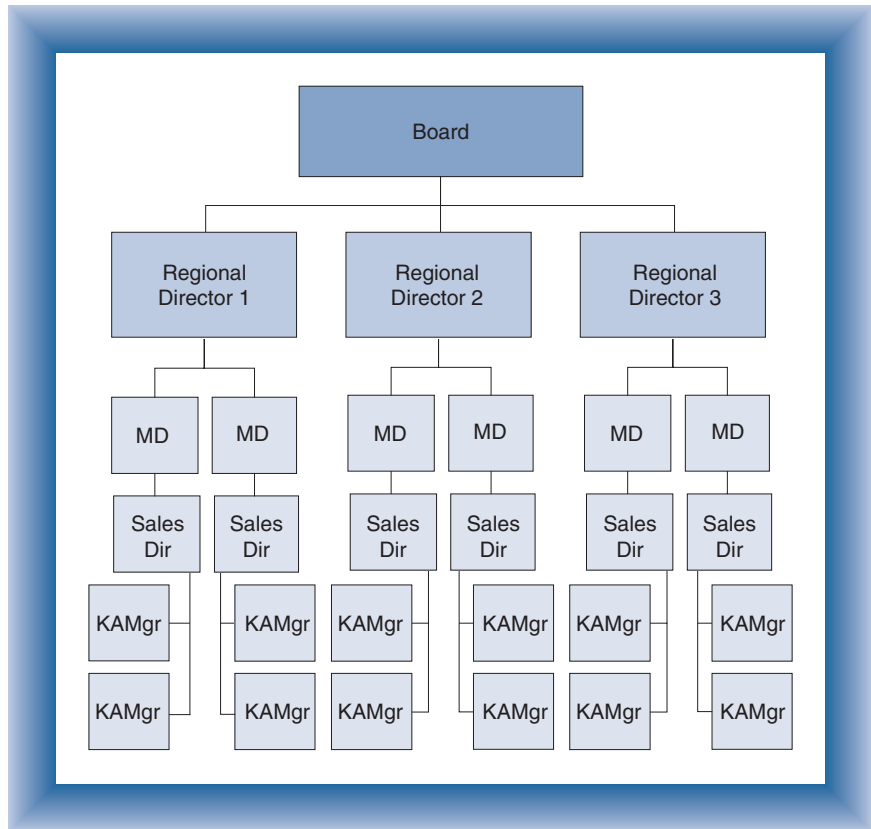 Board
Regional
Director 1
Regional
Director 2
Regional
Director 3
MD
MD
MD
MD
MD
MD
Sales
Dir
Sales
Dir
Sales
Dir
Sales
Dir
Sales
Dir
Sales
Dir
KAMgr
KAMgr
KAMgr
KAMgr
KAMgr
KAMgr
KAMgr
KAMgr
KAMgr
KAMgr
KAMgr
KAMgr